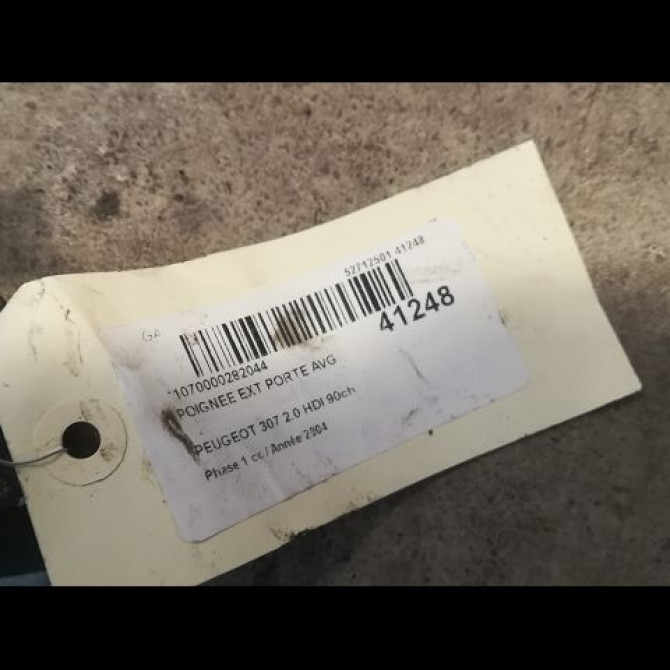 52712501 41248
GA
41248
*1070000282044
POIGNEE EXT PORTE AVG
PEUGEOT 307 2.0 HDI 90ch
Phase 1 cc / Année 2004